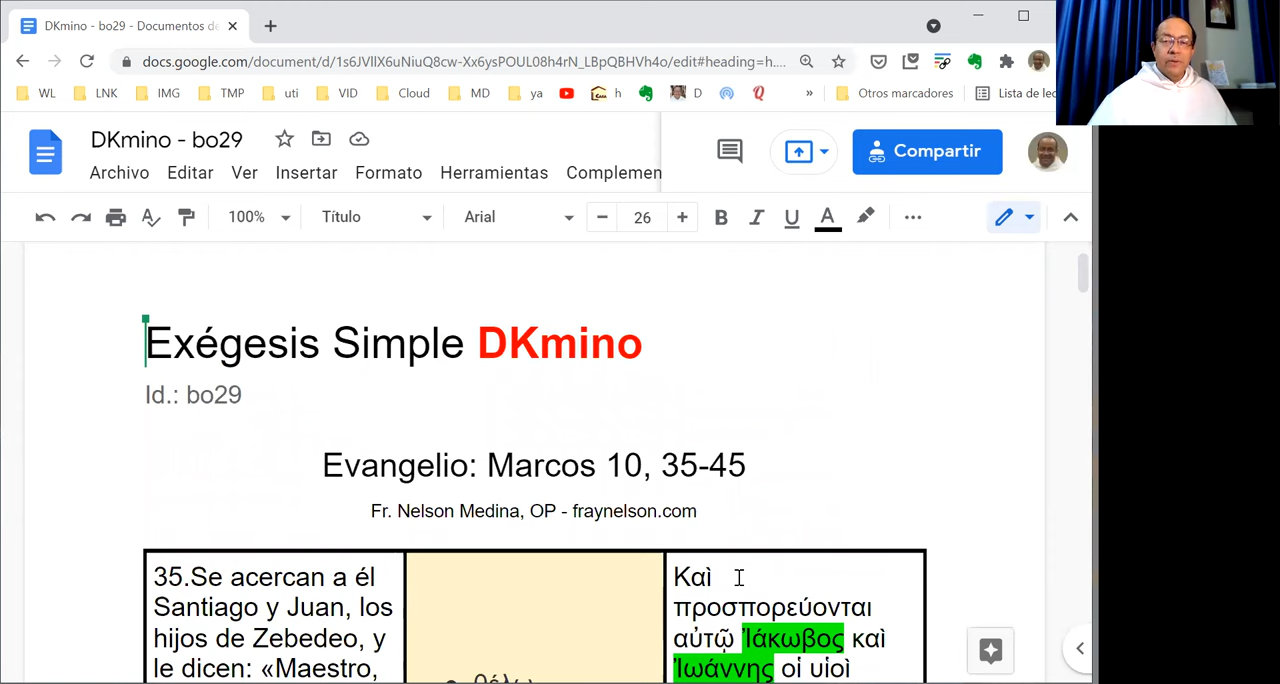 DKmino - bo29 - Documentos de
docs.google.com/document/d/1s6JVllX6uNiuQ8cw-XxOysPOUL08h4rN_LBpQBHVh4o/edit#heading=h....
WL LNK IMG TMP uti VID Cloud MD ya h D » Otros marcadores Lista de lec
DKmino - bo29
Compartir
Archivo Editar Ver Insertar Formato Herramientas Complemen
100% Título Arial 26 B I U A
Exégesis Simple DKmino
Id.: bo29
Evangelio: Marcos 10, 35-45
Fr. Nelson Medina, OP - fraynelson.com
35.Se acercan a él
Santiago y Juan, los
hijos de Zebedeo, y
le dicen: «Maestro,
θέλω
Καὶ
προσπορεύονται
αὐτῷ Ἰάκωβος καὶ
Ἰωάννης οἱ υἱοὶ